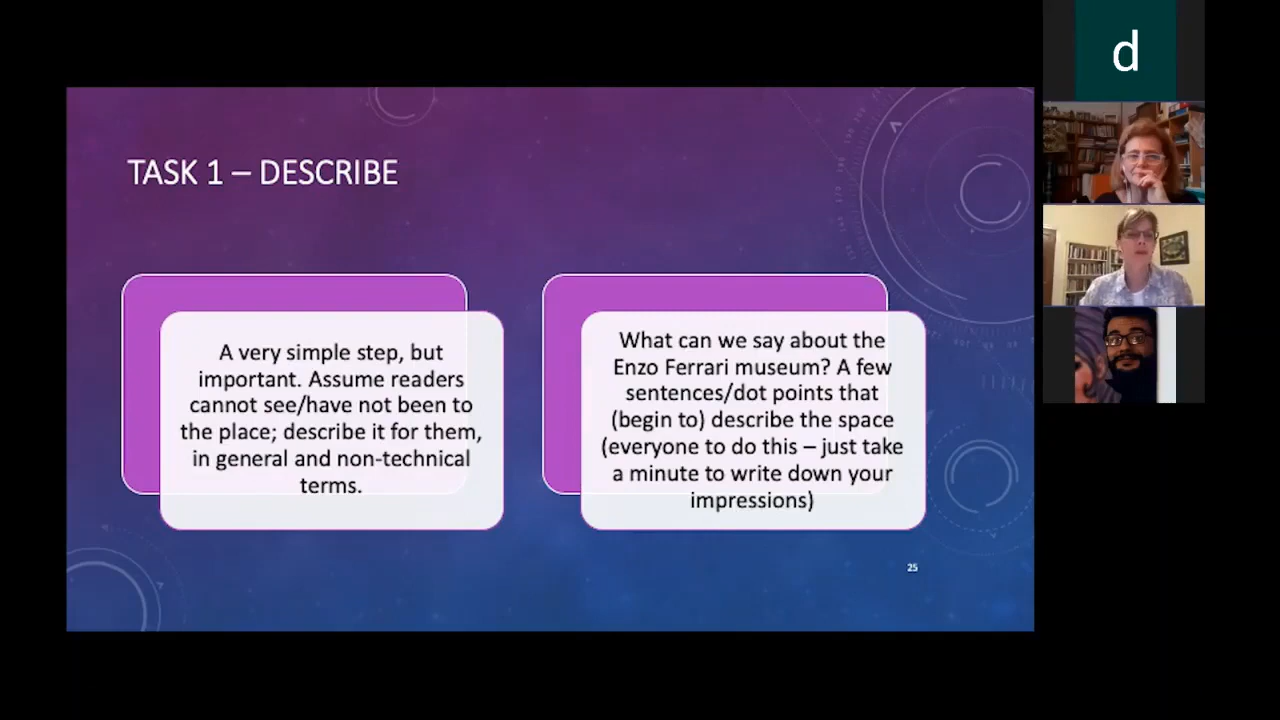 TASK 1 – DESCRIBE
A very simple step, but
important. Assume readers
cannot see/have not been to
the place; describe it for them,
in general and non-technical
terms.
What can we say about the
Enzo Ferrari museum? A few
sentences/dot points that
(begin to) describe the space
(everyone to do this – just take
a minute to write down your
impressions)
25
d